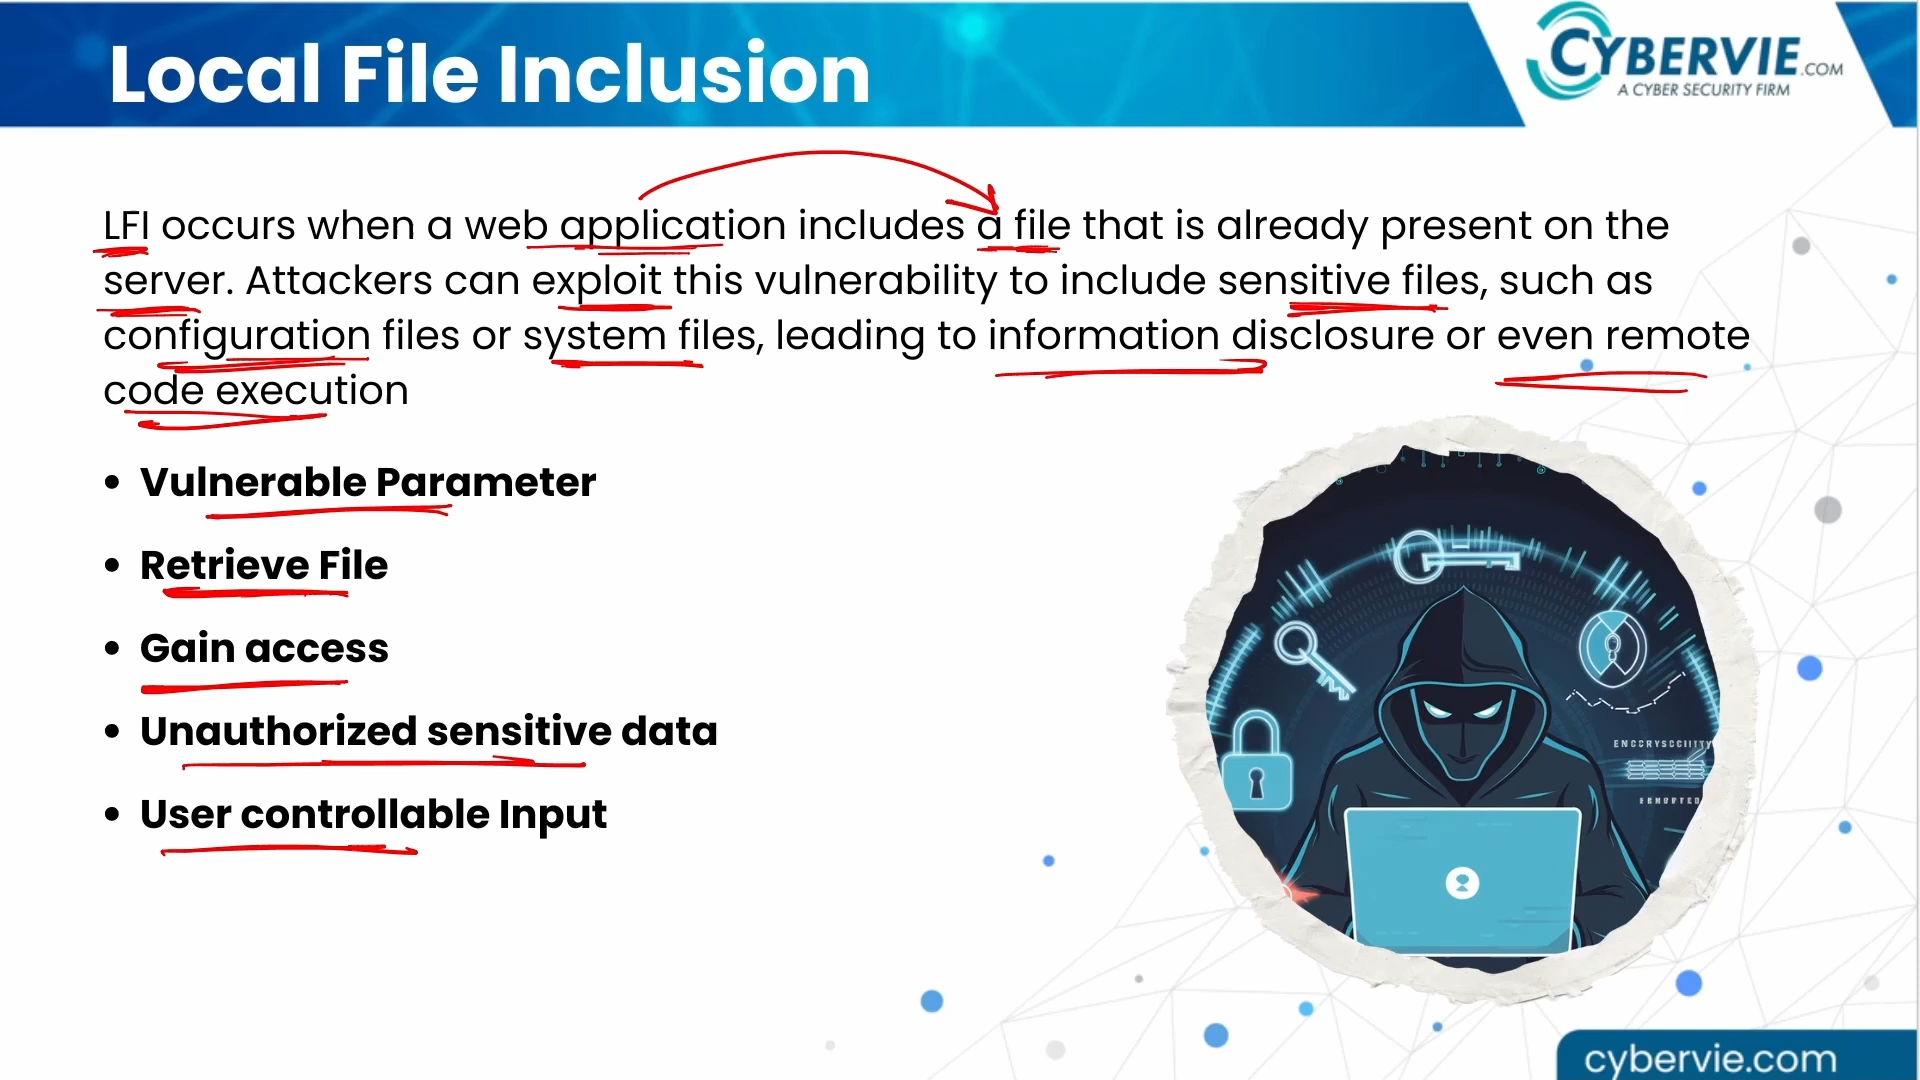 Local File Inclusion
CYBERVIE.COM
A CYBER SECURITY FIRM
LFI occurs when a web application includes a file that is already present on the
server. Attackers can exploit this vulnerability to include sensitive files, such as
configuration files or system files, leading to information disclosure or even remote
code execution
• Vulnerable Parameter
• Retrieve File
• Gain access
• Unauthorized sensitive data
• User controllable Input
cybervie.com